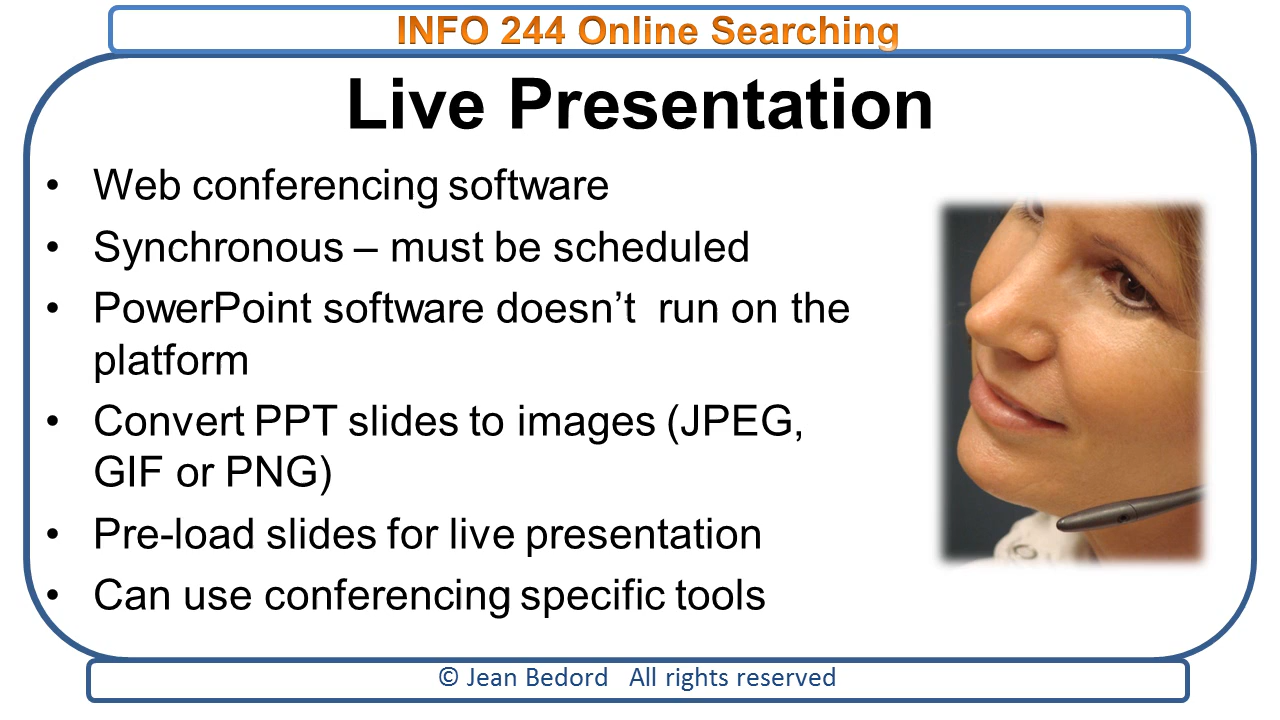 INFO 244 Online Searching
Live Presentation
• Web conferencing software
• Synchronous – must be scheduled
• PowerPoint software doesn’t  run on the
platform
• Convert PPT slides to images (JPEG,
GIF or PNG)
• Pre-load slides for live presentation
• Can use conferencing specific tools
© Jean Bedord   All rights reserved